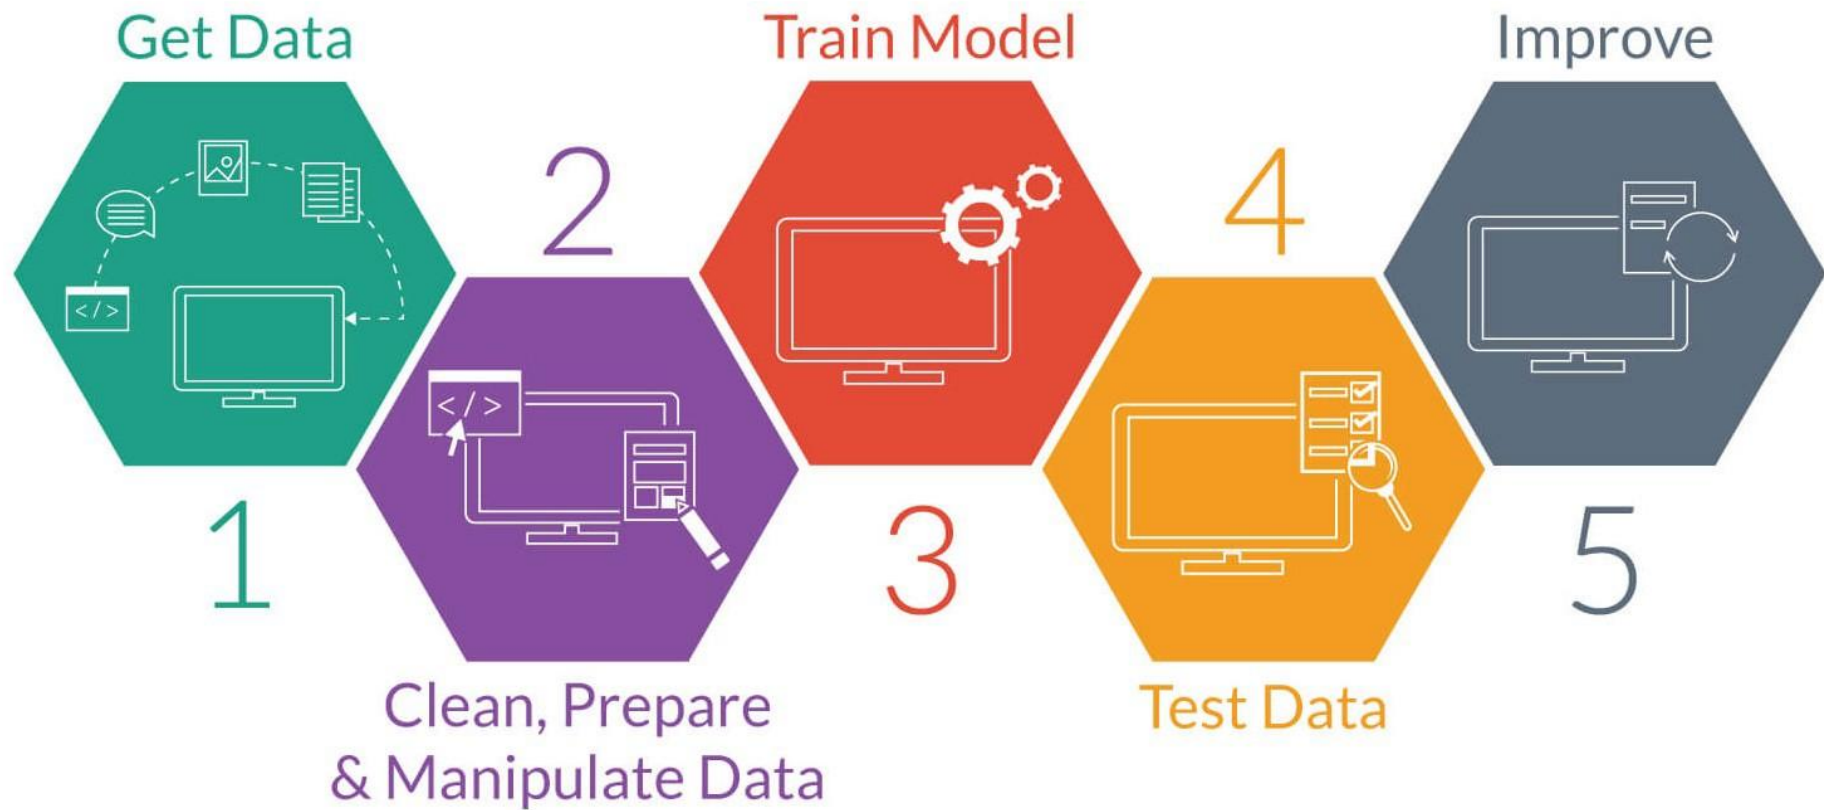 Get Data
1
</>
2
</>
Clean, Prepare
& Manipulate Data
Train Model
3
4
Test Data
Improve
5